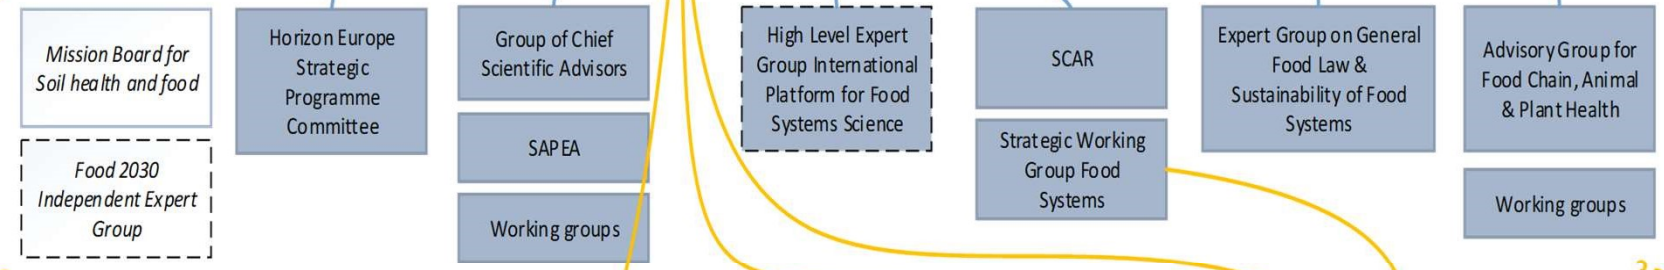 Mission Board for
Soil health and food
Food 2030
Independent Expert
Group
Horizon Europe
Strategic
Programme
Committee
Group of Chief
Scientific Advisors
SAPEA
Working groups
High Level Expert
Group International
Platform for Food
Systems Science
SCAR
Strategic Working
Group Food
Systems
Expert Group on General
Food Law &
Sustainability of Food
Systems
Advisory Group for
Food Chain, Animal
& Plant Health
Working groups